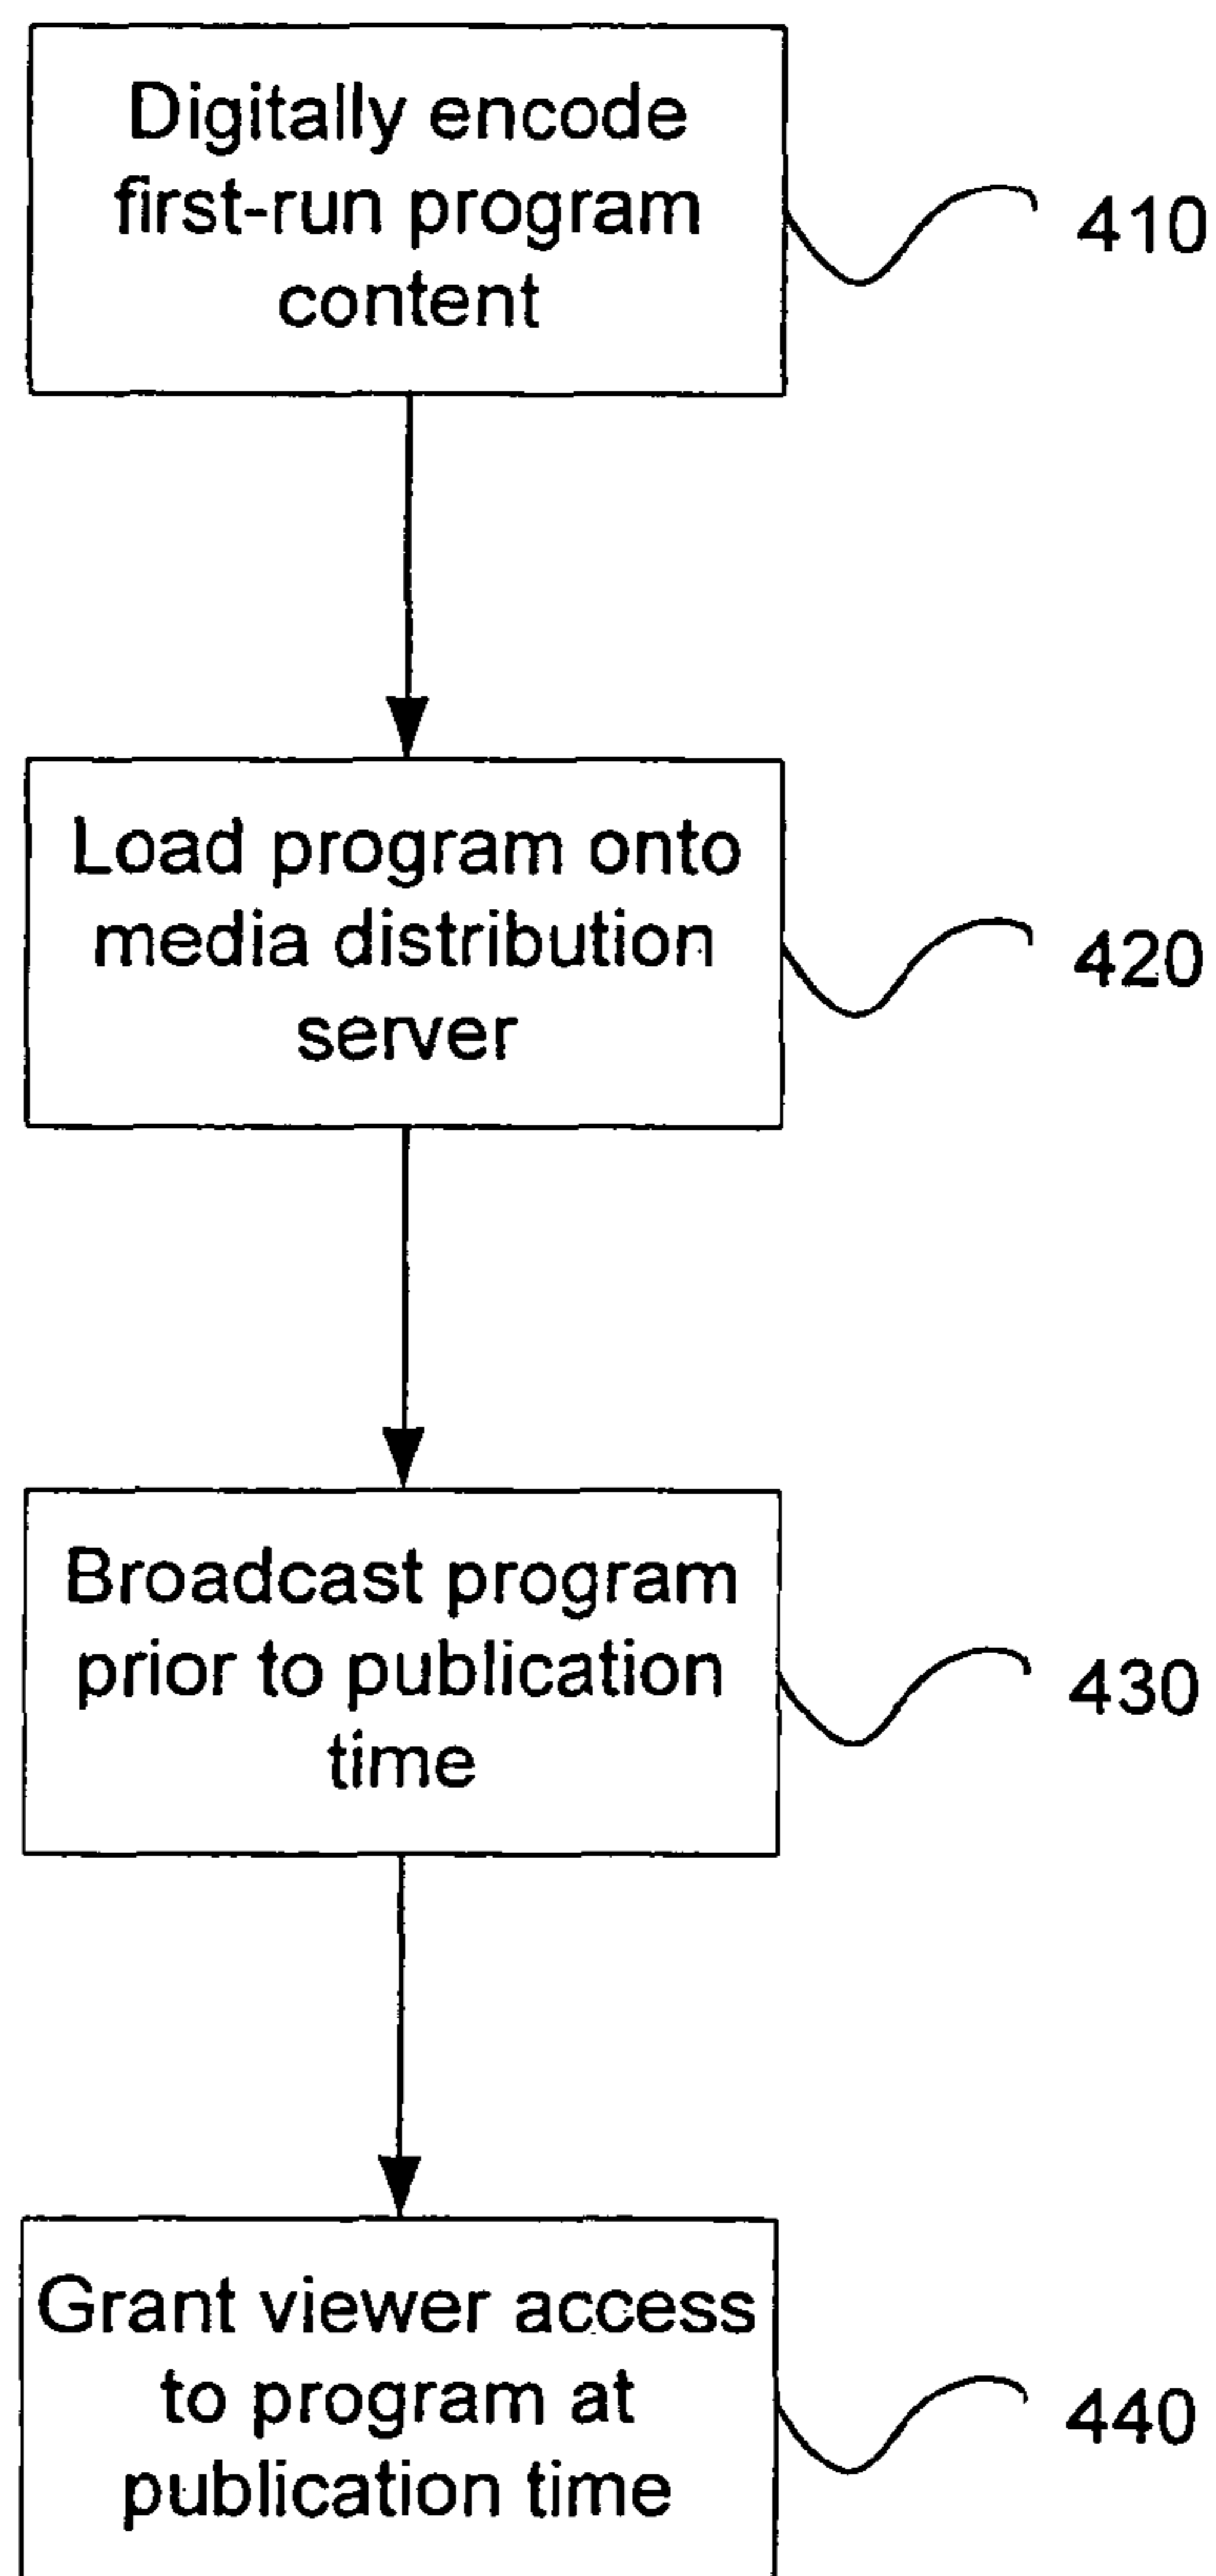 Digitally encode
first-run program
content
410
Load program onto
media distribution
server
420
Broadcast program
prior to publication
time
430
Grant viewer access
to program at
publication time
440